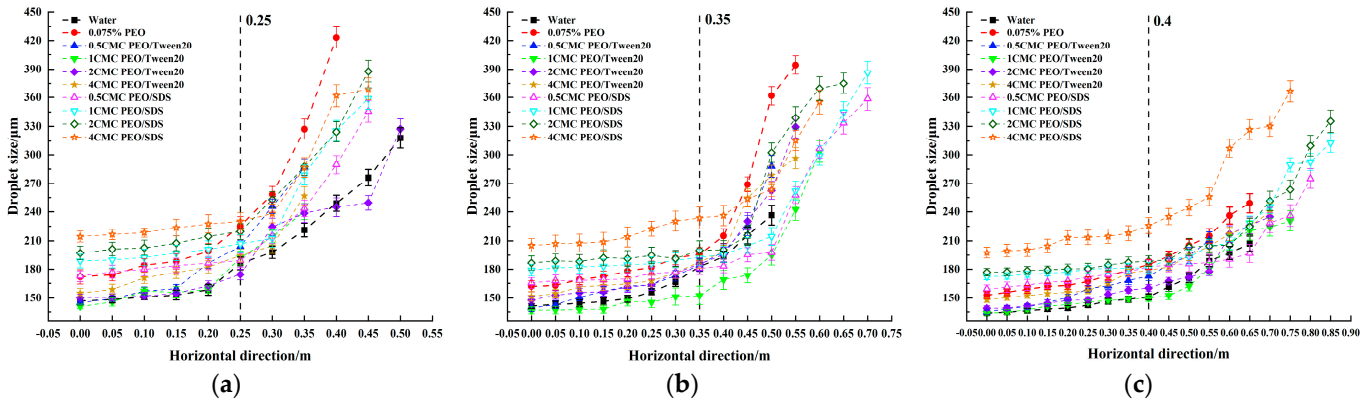 450
420
390
360
330
300
270
240
210
180
150
Droplet size/μm
Water
0.075% PEO
0.5CMC PEO/Tween20
1CMC PEO/Tween20
2CMC PEO/Tween20
4CMC PEO/Tween20
0.5CMC PEO/SDS
1CMC PEO/SDS
2CMC PEO/SDS
4CMC PEO/SDS
0.25
-0.05 0.00 0.05 0.10 0.15 0.20 0.25 0.30 0.35 0.40 0.45 0.50 0.55
Horizontal direction/m
(a)
450
420
390
360
330
300
270
240
210
180
150
Droplet size/μm
Water
0.075% PEO
0.5CMC PEO/Tween20
1CMC PEO/Tween20
2CMC PEO/Tween20
4CMC PEO/Tween20
0.5CMC PEO/SDS
1CMC PEO/SDS
2CMC PEO/SDS
4CMC PEO/SDS
0.35
-0.05 0.00 0.05 0.10 0.15 0.20 0.25 0.30 0.35 0.40 0.45 0.50 0.55 0.60 0.65 0.70 0.75
Horizontal direction/m
(b)
450
420
390
360
330
300
270
240
210
180
150
Droplet size/μm
Water
0.075% PEO
0.5CMC PEO/Tween20
1CMC PEO/Tween20
2CMC PEO/Tween20
4CMC PEO/Tween20
0.5CMC PEO/SDS
1CMC PEO/SDS
2CMC PEO/SDS
4CMC PEO/SDS
0.4
-0.05 0.00 0.05 0.10 0.15 0.20 0.25 0.30 0.35 0.40 0.45 0.50 0.55 0.60 0.65 0.70 0.75 0.80 0.85 0.90
Horizontal direction/m
(c)